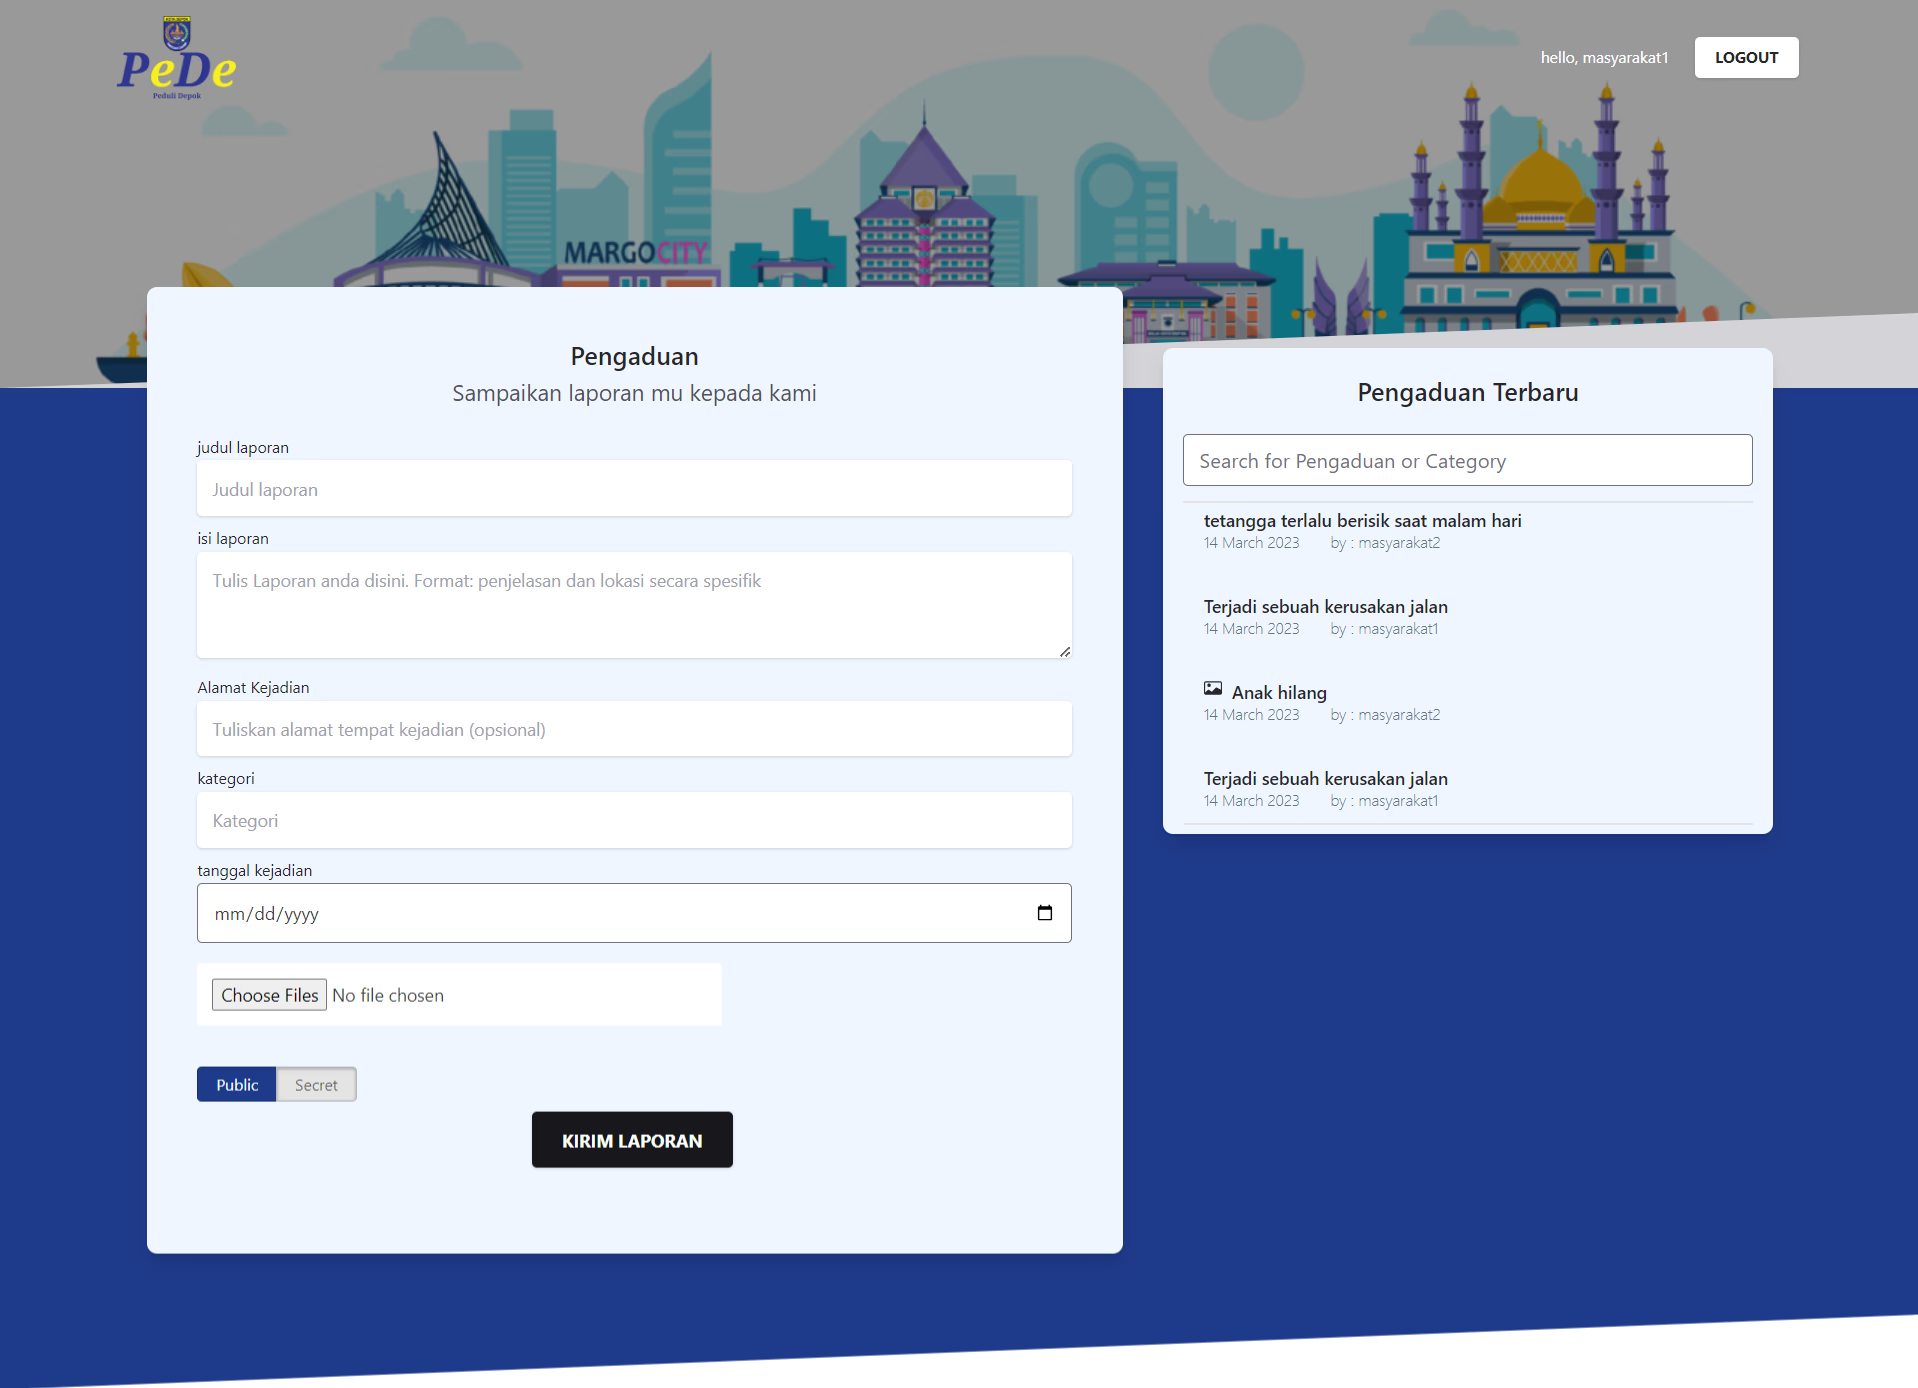 KOTA DEPOK
PeDe
Peduli Depok
hello, masyarakat1
LOGOUT
MARGOCITY
Pengaduan
Sampaikan laporan mu kepada kami
judul laporan
Judul laporan
isi laporan
Tulis Laporan anda disini. Format: penjelasan dan lokasi secara spesifik
Alamat Kejadian
Tuliskan alamat tempat kejadian (opsional)
kategori
Kategori
tanggal kejadian
mm/dd/yyyy
Choose Files No file chosen
Public Secret
KIRIM LAPORAN
Pengaduan Terbaru
Search for Pengaduan or Category
tetangga terlalu berisik saat malam hari
14 March 2023 by : masyarakat2
Terjadi sebuah kerusakan jalan
14 March 2023 by : masyarakat1
Anak hilang
14 March 2023 by : masyarakat2
Terjadi sebuah kerusakan jalan
14 March 2023 by : masyarakat1